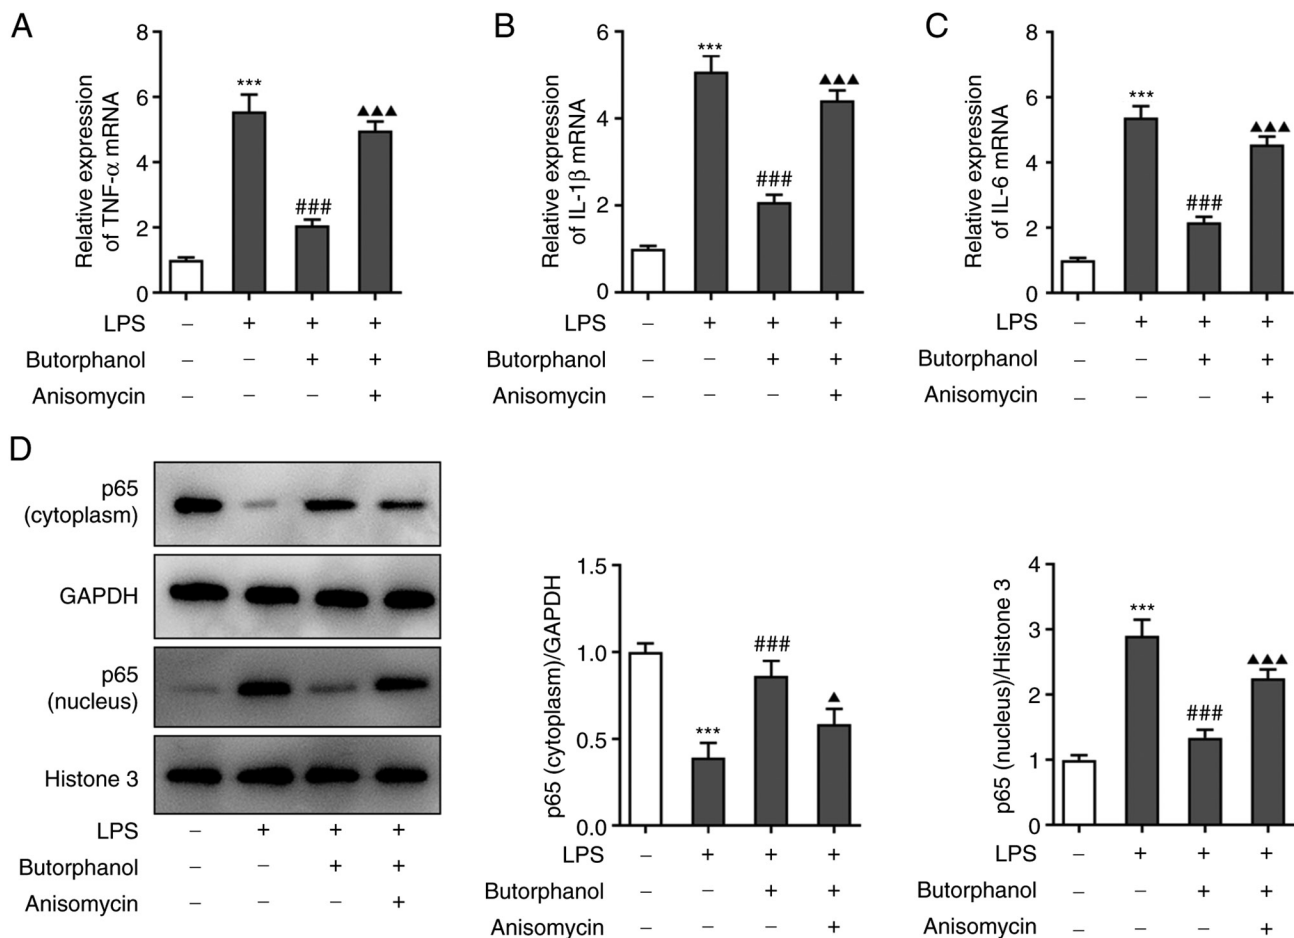 A
Relative expression
of TNF-α mRNA
8
6
4
2
0
***
###
▲▲▲
LPS – + + +
Butorphanol – – + +
Anisomycin – – – +
B
Relative expression
of IL-1β mRNA
6
4
2
0
***
###
▲▲▲
LPS – + + +
Butorphanol – – + +
Anisomycin – – – +
C
Relative expression
of IL-6 mRNA
8
6
4
2
0
***
###
▲▲▲
LPS – + + +
Butorphanol – – + +
Anisomycin – – – +
D
p65
(cytoplasm)
GAPDH
p65
(nucleus)
Histone 3
LPS – + + +
Butorphanol – – + +
Anisomycin – – – +
p65 (cytoplasm)/GAPDH
1.5
1.0
0.5
0.0
***
###
▲
LPS – + + +
Butorphanol – – + +
Anisomycin – – – +
p65 (nucleus)/Histone 3
4
3
2
1
0
***
###
▲▲▲
LPS – + + +
Butorphanol – – + +
Anisomycin – – – +